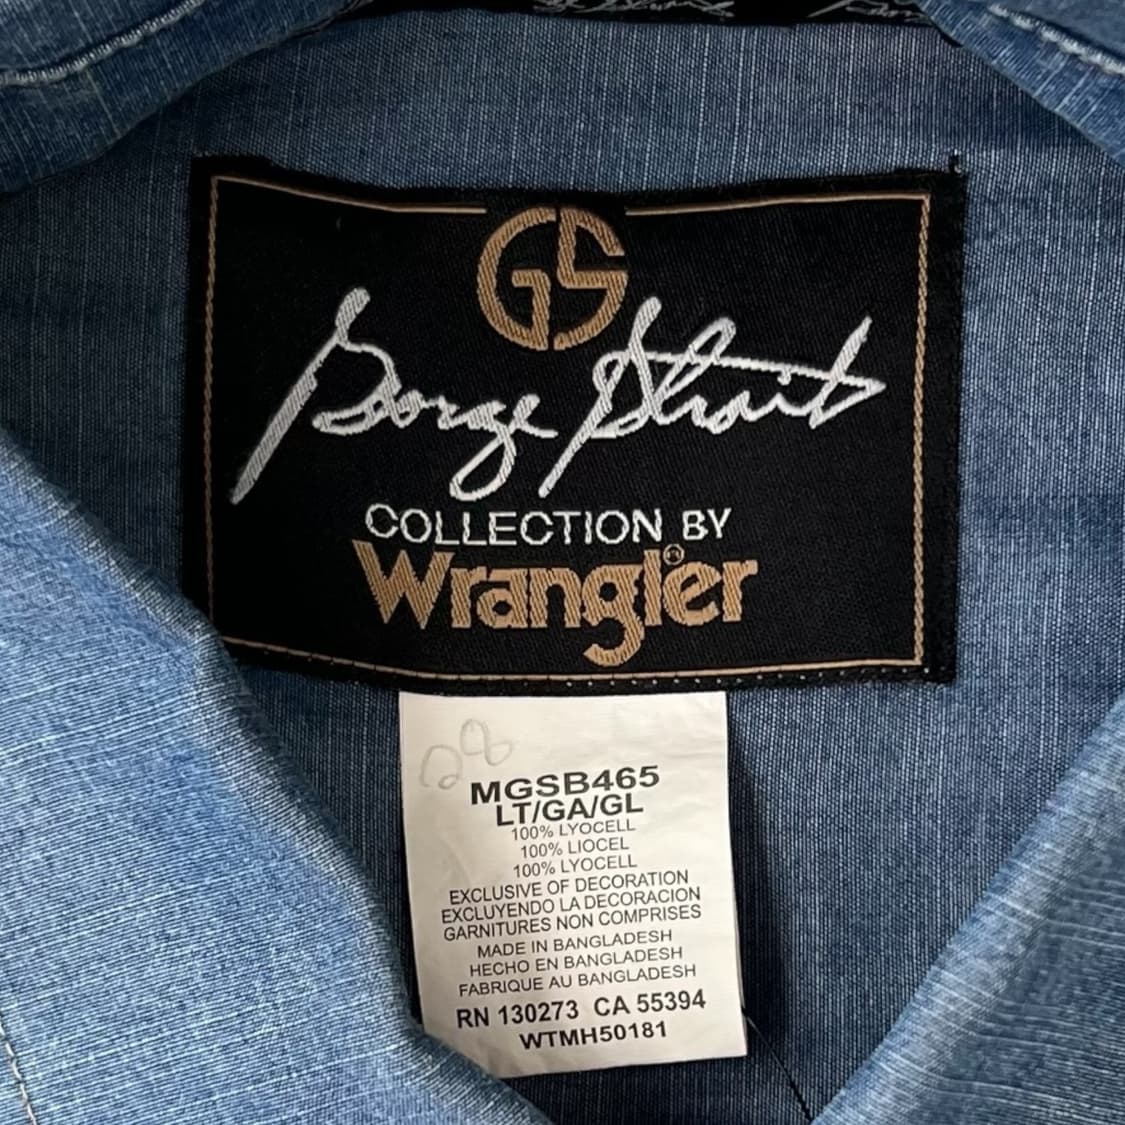 GS
George Strait
COLLECTION BY
Wrangler®
28
MGSB465
LT/GA/GL
100% LYOCELL
100% LIOCEL
100% LYOCELL
EXCLUSIVE OF DECORATION
EXCLUYENDO LA DECORACION
GARNITURES NON COMPRISES
MADE IN BANGLADESH
HECHO EN BANGLADESH
FABRIQUE AU BANGLADESH
RN 130273 CA 55394
WTMH50181